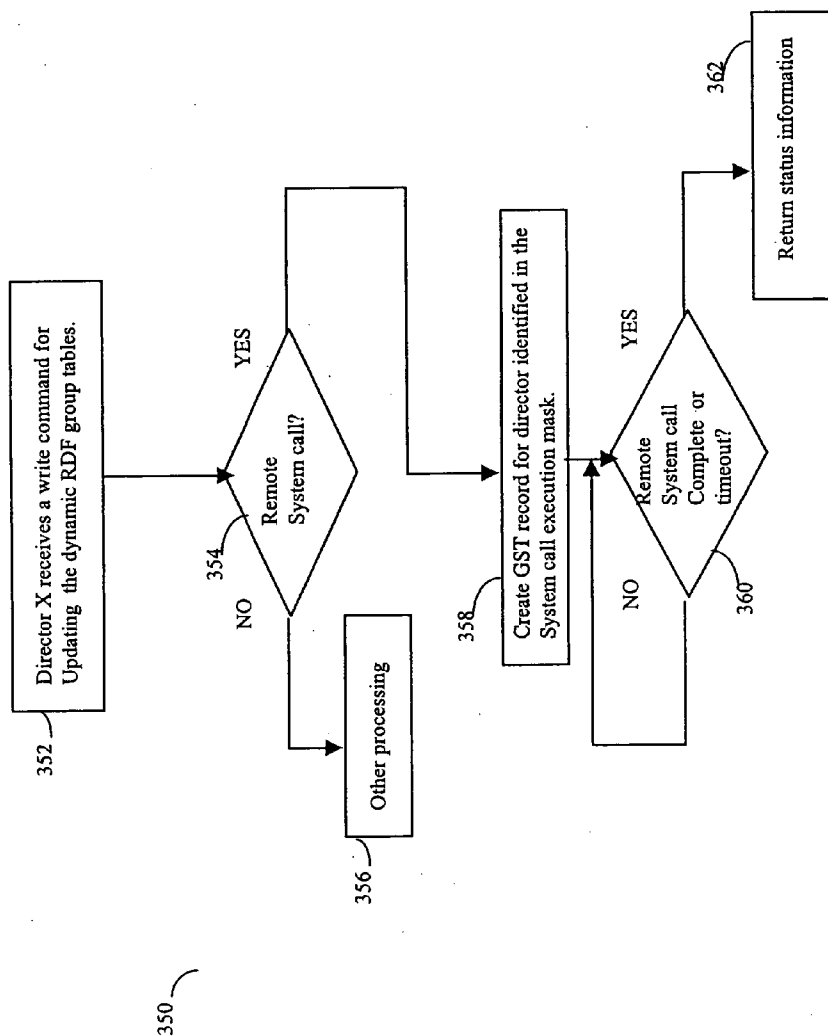 350
352
Director X receives a write command for
Updating the dynamic RDF group tables.
354
Remote
System call?
NO
YES
356
Other processing
358
Create GST record for director identified in the
System call execution mask.
Remote
System call
Complete or
timeout?
NO
YES
360
362
Return status information